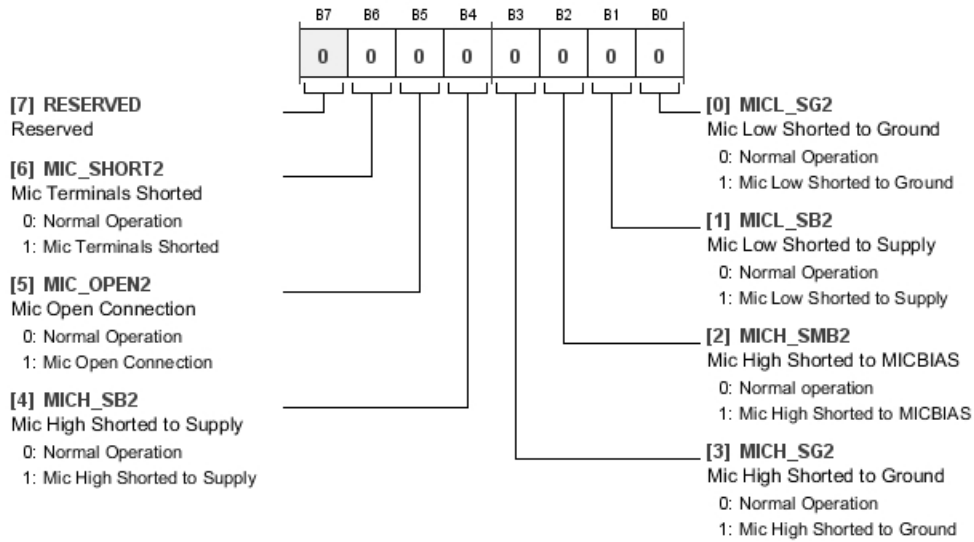 B7 B6 B5 B4 B3 B2 B1 B0
0 0 0 0 0 0 0 0
[7] RESERVED
Reserved
[6] MIC_SHORT2
Mic Terminals Shorted
0: Normal Operation
1: Mic Terminals Shorted
[5] MIC_OPEN2
Mic Open Connection
0: Normal Operation
1: Mic Open Connection
[4] MICH_SB2
Mic High Shorted to Supply
0: Normal Operation
1: Mic High Shorted to Supply
[0] MICL_SG2
Mic Low Shorted to Ground
0: Normal Operation
1: Mic Low Shorted to Ground
[1] MICL_SB2
Mic Low Shorted to Supply
0: Normal Operation
1: Mic Low Shorted to Supply
[2] MICH_SMB2
Mic High Shorted to MICBIAS
0: Normal operation
1: Mic High Shorted to MICBIAS
[3] MICH_SG2
Mic High Shorted to Ground
0: Normal Operation
1: Mic High Shorted to Ground